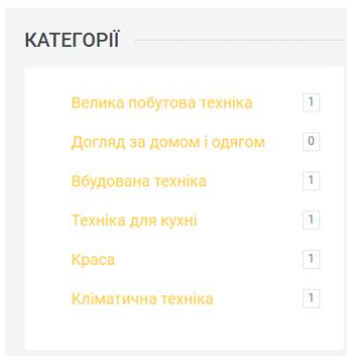 КАТЕГОРІЇ
Велика побутова техніка 1
Догляд за домом і одягом 0
Вбудована техніка 1
Техніка для кухні 1
Краса 1
Кліматична техніка 1